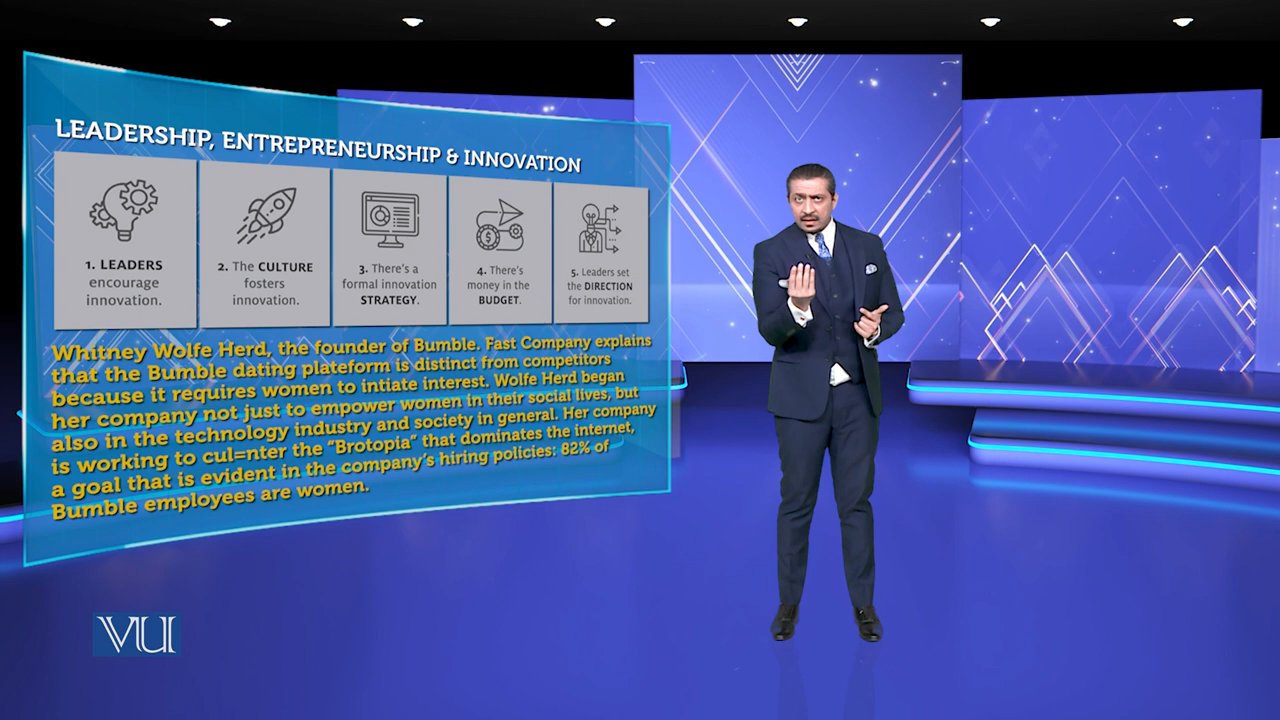 LEADERSHIP, ENTREPRENEURSHIP & INNOVATION
1. LEADERS
encourage
innovation.
2. The CULTURE
fosters
innovation.
3. There's a
formal innovation
STRATEGY.
4. There's
money in the
BUDGET.
5. Leaders set
the DIRECTION
for innovation.
Whitney Wolfe Herd, the founder of Bumble. Fast Company explains
that the Bumble dating plateform is distinct from competitors
because it requires women to intiate interest. Wolfe Herd began
her company not just to empower women in their social lives, but
also in the technology industry and society in general. Her company
is working to cul=nter the "Brotopia" that dominates the internet,
a goal that is evident in the company's hiring policies: 82% of
Bumble employees are women.
VU